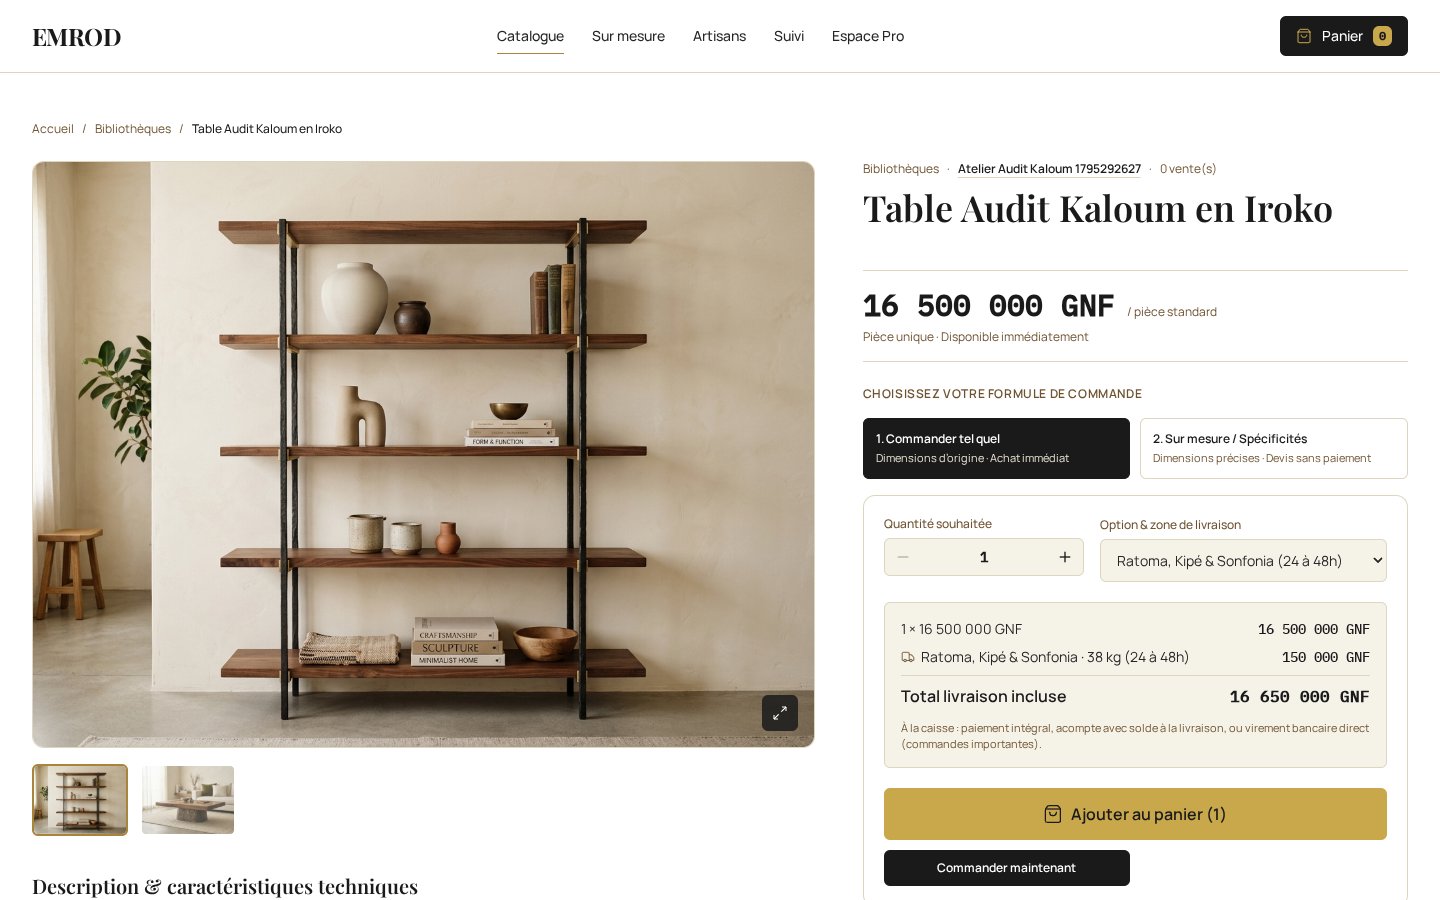 EMROD
Catalogue
Sur mesure
Artisans
Suivi
Espace Pro
Panier 0
Accueil / Bibliothèques / Table Audit Kaloum en Iroko
FORM & FUNCTION
CRAFTSMANSHIP
SCULPTURE
MINIMALIST HOME
Description & caractéristiques techniques
Bibliothèques · Atelier Audit Kaloum 1795292627 · 0 vente(s)
Table Audit Kaloum en Iroko
16 500 000 GNF / pièce standard
Pièce unique · Disponible immédiatement
CHOISISSEZ VOTRE FORMULE DE COMMANDE
1. Commander tel quel
Dimensions d'origine · Achat immédiat
2. Sur mesure / Spécificités
Dimensions précises · Devis sans paiement
Quantité souhaitée
− 1 +
Option & zone de livraison
Ratoma, Kipé & Sonfonia (24 à 48h)
1 × 16 500 000 GNF 16 500 000 GNF
Ratoma, Kipé & Sonfonia · 38 kg (24 à 48h) 150 000 GNF
Total livraison incluse 16 650 000 GNF
À la caisse : paiement intégral, acompte avec solde à la livraison, ou virement bancaire direct
(commandes importantes).
Ajouter au panier (1)
Commander maintenant